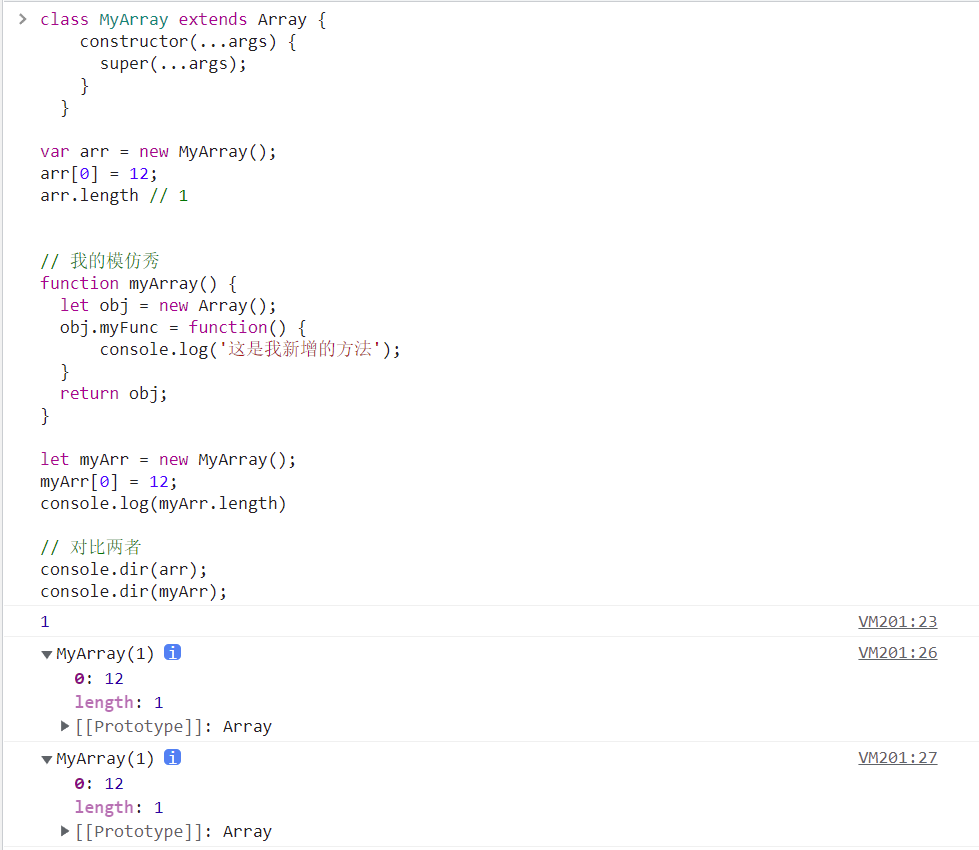 > class MyArray extends Array {
constructor(...args) {
super(...args);
}
}
var arr = new MyArray();
arr[0] = 12;
arr.length // 1
// 我的模仿秀
function myArray() {
let obj = new Array();
obj.myFunc = function() {
console.log('这是我新增的方法');
}
return obj;
}
let myArr = new MyArray();
myArr[0] = 12;
console.log(myArr.length)
// 对比两者
console.dir(arr);
console.dir(myArr);
1 VM201:23
▼MyArray(1) i VM201:26
0: 12
length: 1
▶[[Prototype]]: Array
▼MyArray(1) i VM201:27
0: 12
length: 1
▶[[Prototype]]: Array